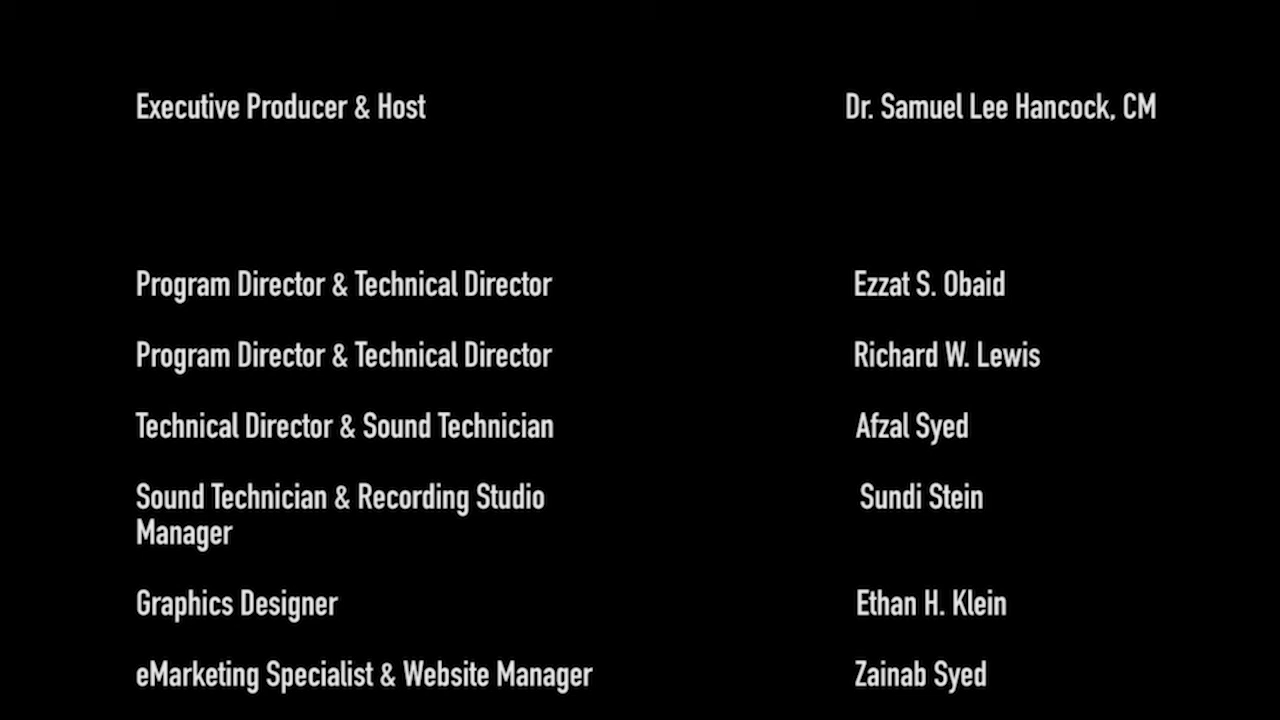 Executive Producer & Host Dr. Samuel Lee Hancock, CM
Program Director & Technical Director Ezzat S. Obaid
Program Director & Technical Director Richard W. Lewis
Technical Director & Sound Technician Afzal Syed
Sound Technician & Recording Studio Sundi Stein
Manager
Graphics Designer Ethan H. Klein
eMarketing Specialist & Website Manager Zainab Syed